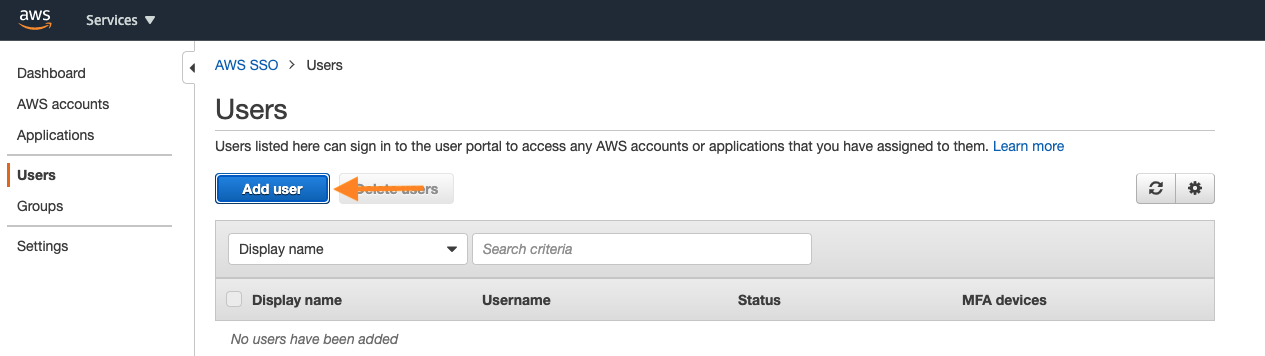 aws Services
Dashboard
AWS accounts
Applications
Users
Groups
Settings
AWS SSO > Users
Users
Users listed here can sign in to the user portal to access any AWS accounts or applications that you have assigned to them. Learn more
Add user Delete users
Display name Search criteria
Display name Username Status MFA devices
No users have been added